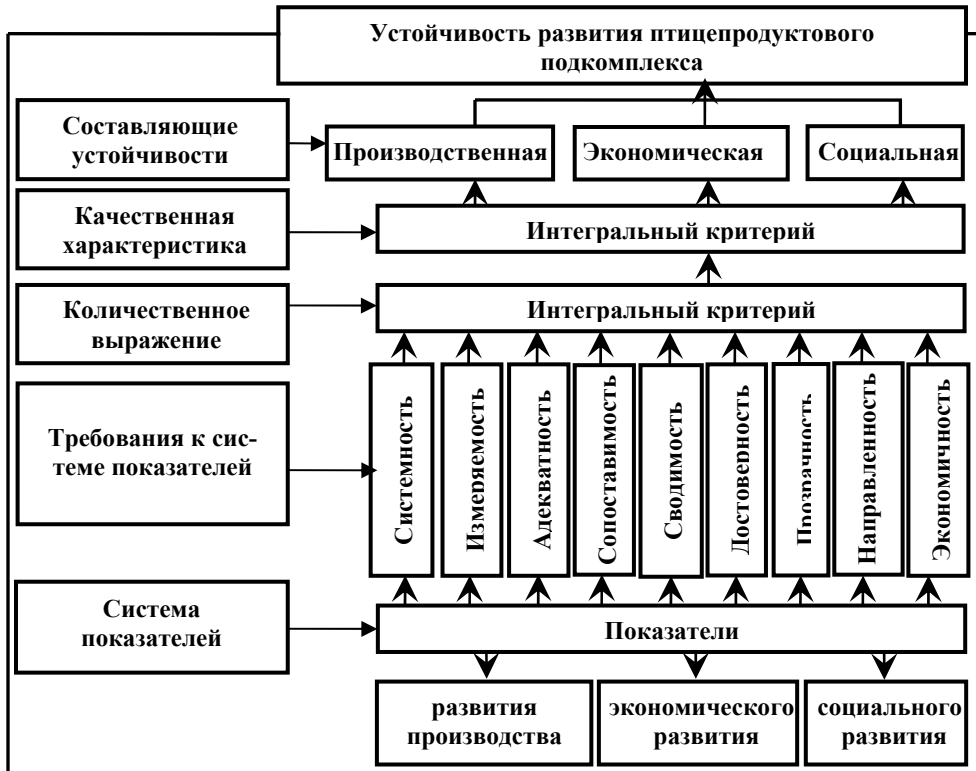 Устойчивость развития птицепродуктового
подкомплекса
Составляющие
устойчивости
Производственная
Экономическая
Социальная
Качественная
характеристика
Интегральный критерий
Количественное
выражение
Интегральный критерий
Требования к сис-
теме показателей
Системность
Измеряемость
Адекватность
Сопоставимость
Сводимость
Достоверность
Прозрачность
Направленность
Экономичность
Система
показателей
Показатели
развития
производства
экономического
развития
социального
развития